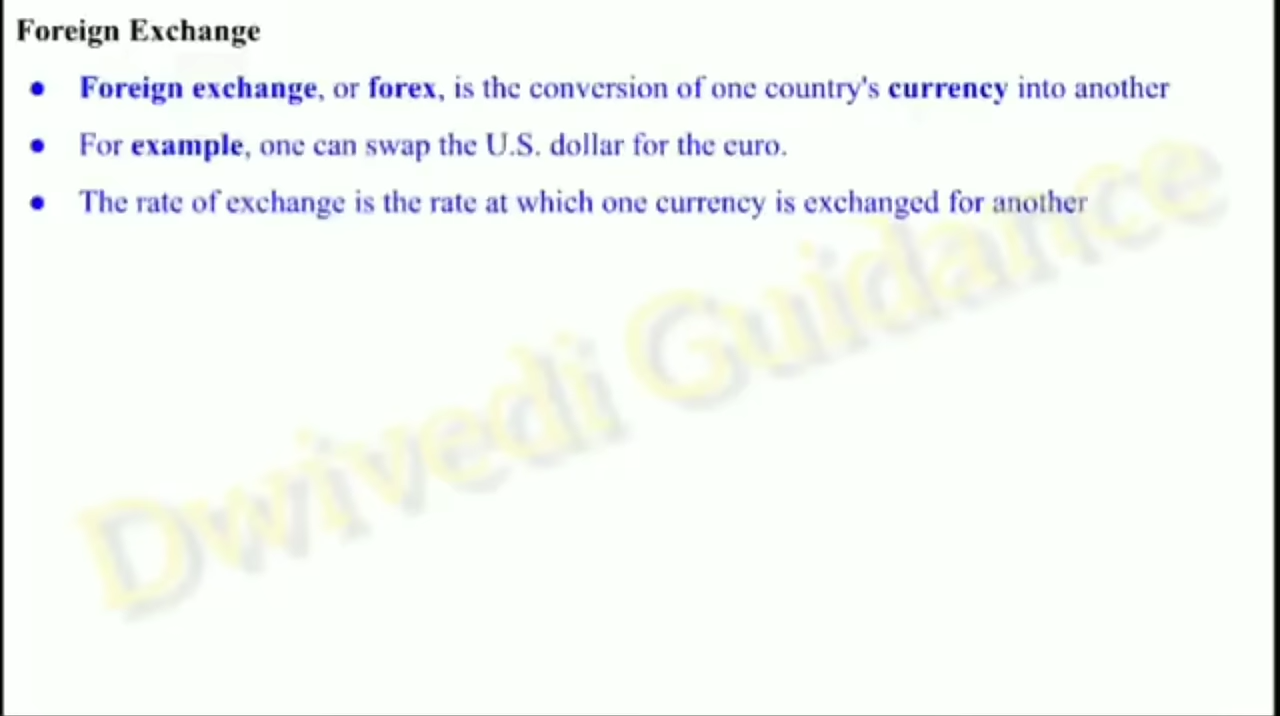 Foreign Exchange
● Foreign exchange, or forex, is the conversion of one country's currency into another
● For example, one can swap the U.S. dollar for the euro.
● The rate of exchange is the rate at which one currency is exchanged for another
Dwivedi Guidance